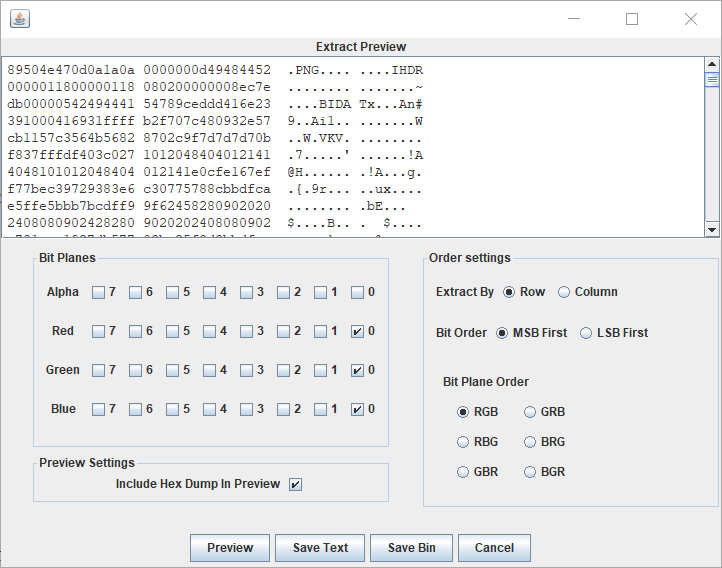 Extract Preview
89504e470d0a1a0a 0000000d49484452 .PNG.... ....IHDR
0000011800000118 080200000008ec7e ........ .......~
db00000542494441 54789ceddd416e23 ....BIDA Tx...An#
391000416931ffff b2f707c480932e57 9..Ai1.. .......W
cb1157c3564b5682 8702c9f7d7d7d70b ..W.VKV. ........
f837fffdf403c027 1012048404012141 .7.....' ......!A
4048101012048404 012141e0cfe167ef @H...... .!A...g.
f77bec39729383e6 c30775788cbbdfca .{.9r... ..ux....
e5ffe5bbb7bcdff9 9f62458280902020 ........ .bE...
2408080902428280 9020202408080902 $....B.. . $....
Bit Planes
Alpha 7 6 5 4 3 2 1 0
Red 7 6 5 4 3 2 1 0
Green 7 6 5 4 3 2 1 0
Blue 7 6 5 4 3 2 1 0
Preview Settings
Include Hex Dump In Preview
Order settings
Extract By Row Column
Bit Order MSB First LSB First
Bit Plane Order
RGB GRB
RBG BRG
GBR BGR
Preview Save Text Save Bin Cancel